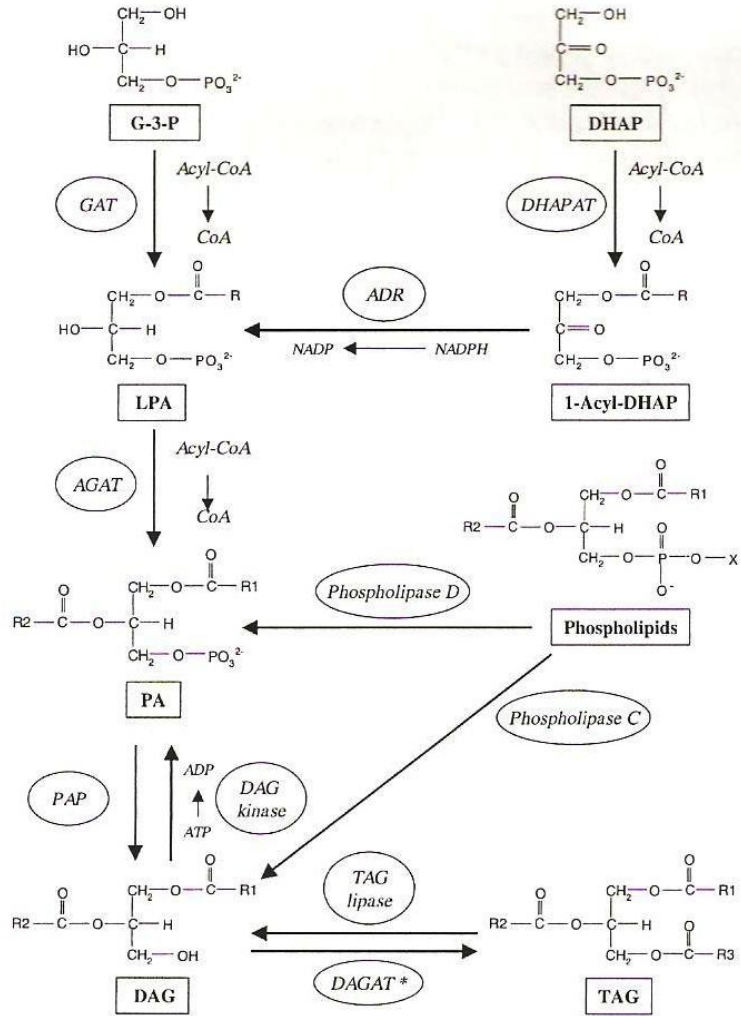 CH2—OH
HO—C—H
CH2—O—PO3 2-
G-3-P
CH2—OH
C=O
CH2—O—PO3 2-
DHAP
GAT
Acyl-CoA
CoA
DHAPAT
Acyl-CoA
CoA
O
CH2—O—C—R
HO—C—H
CH2—O—PO3 2-
LPA
ADR
NADP
NADPH
O
CH2—O—C—R
C=O
CH2—O—PO3 2-
1-Acyl-DHAP
AGAT
Acyl-CoA
CoA
O
CH2—O—C—R1
O
R2—C—O—C—H
CH2—O—PO3 2-
PA
Phospholipase D
O
CH2—O—C—R1
O
R2—C—O—C—H
O
CH2—O—P—O—X
O-
Phospholipids
Phospholipase C
PAP
ADP
ATP
DAG
kinase
O
CH2—O—C—R1
O
R2—C—O—C—H
CH2—OH
DAG
TAG
lipase
DAGAT *
O
CH2—O—C—R1
O
R2—C—O—C—H
O
CH2—O—C—R3
TAG